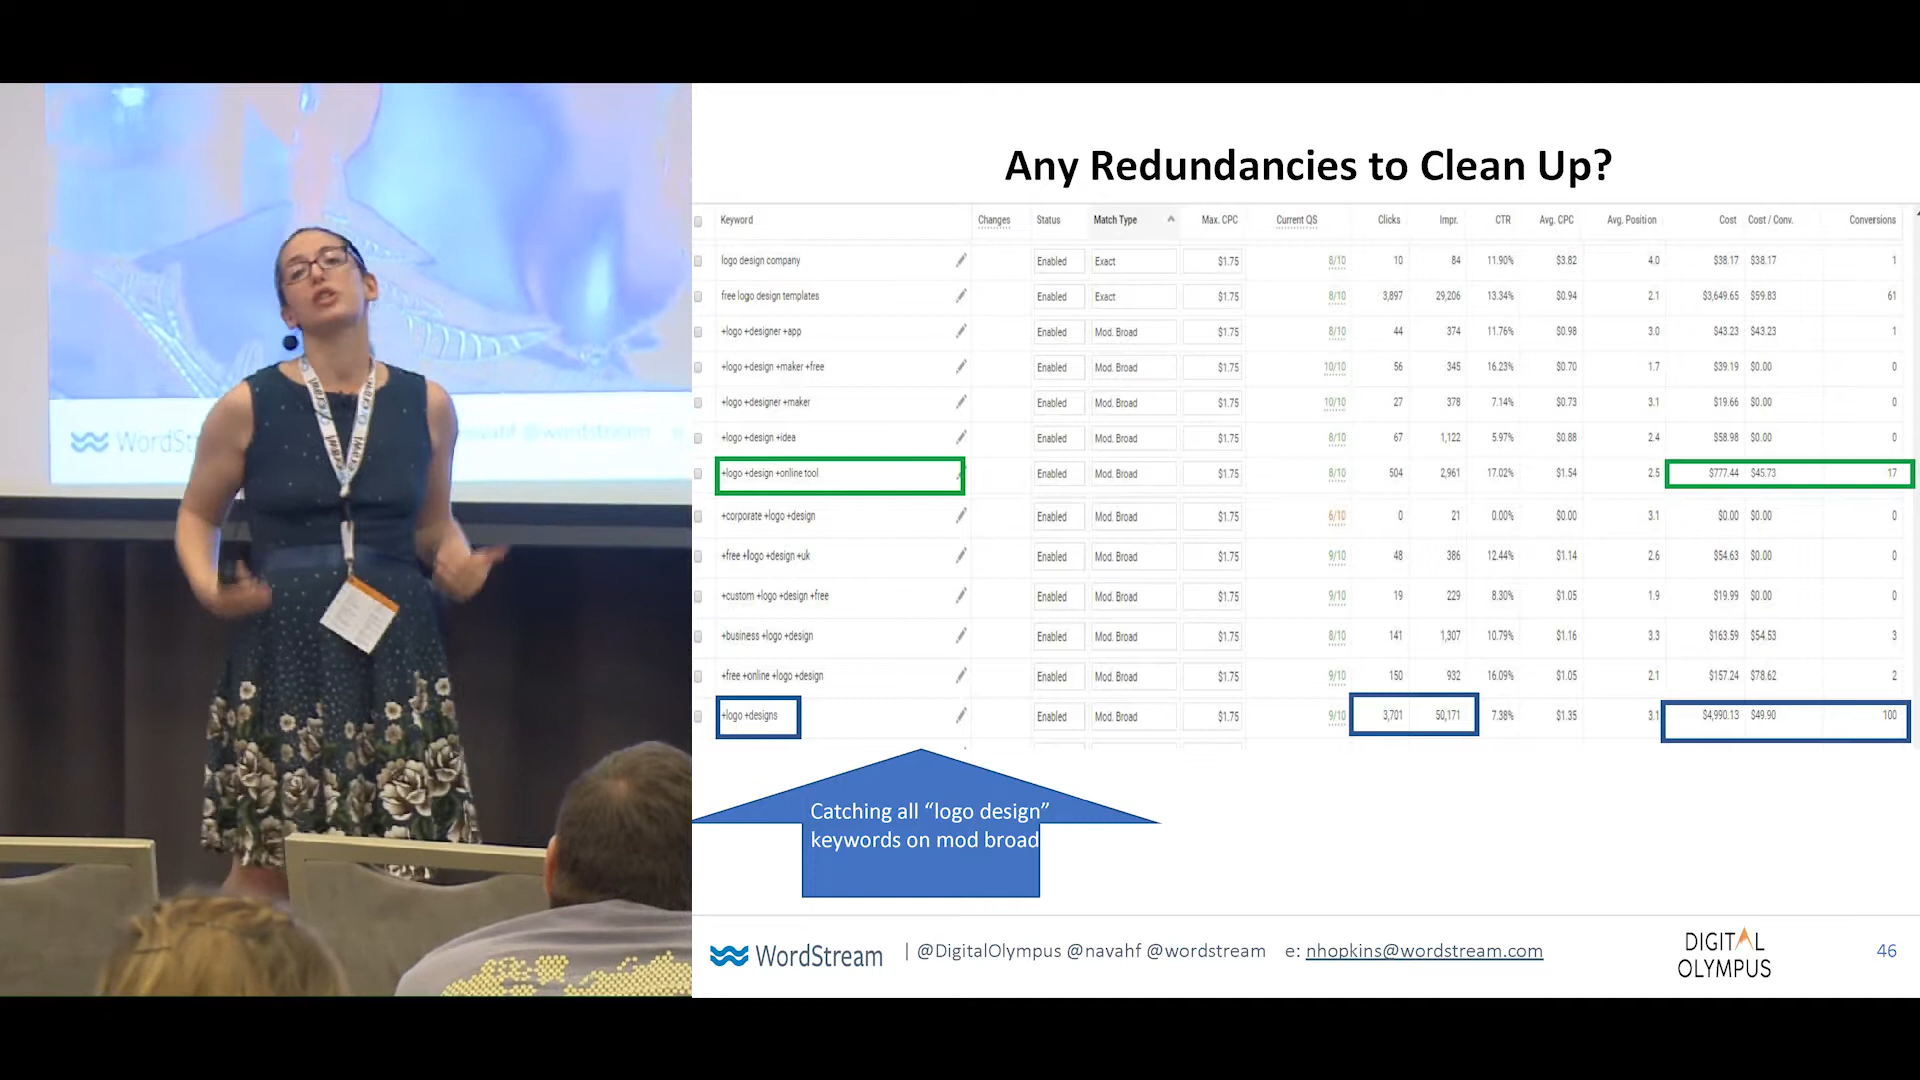 Any Redundancies to Clean Up?
Keyword Changes Status Match Type Max. CPC Current QS Clicks Impr. CTR Avg. CPC Avg. Position Cost Cost / Conv. Conversions
logo design company Enabled Exact $1.75 8/10 10 84 11.90% $3.82 4.0 $38.17 $38.17 1
free logo design templates Enabled Exact $1.75 8/10 3,897 29,206 13.34% $0.94 2.1 $3,649.65 $59.83 61
+logo +designer +app Enabled Mod. Broad $1.75 8/10 44 374 11.76% $0.98 3.0 $43.23 $43.23 1
+logo +design +maker +free Enabled Mod. Broad $1.75 10/10 56 345 16.23% $0.70 1.7 $39.19 $0.00 0
+logo +designer +maker Enabled Mod. Broad $1.75 10/10 27 378 7.14% $0.73 3.1 $19.66 $0.00 0
+logo +design +idea Enabled Mod. Broad $1.75 8/10 67 1,122 5.97% $0.88 2.4 $58.98 $0.00 0
+logo +design +online tool Enabled Mod. Broad $1.75 8/10 504 2,961 17.02% $1.54 2.5 $777.44 $45.73 17
+corporate +logo +design Enabled Mod. Broad $1.75 6/10 0 21 0.00% $0.00 3.1 $0.00 $0.00 0
+free +logo +design +uk Enabled Mod. Broad $1.75 9/10 48 386 12.44% $1.14 2.6 $54.63 $0.00 0
+custom +logo +design +free Enabled Mod. Broad $1.75 9/10 19 229 8.30% $1.05 1.9 $19.99 $0.00 0
+business +logo +design Enabled Mod. Broad $1.75 8/10 141 1,307 10.79% $1.16 3.3 $163.59 $54.53 3
+free +online +logo +design Enabled Mod. Broad $1.75 9/10 150 932 16.09% $1.05 2.1 $157.24 $78.62 2
+logo +designs Enabled Mod. Broad $1.75 9/10 3,701 50,171 7.38% $1.35 3.1 $4,990.13 $49.90 100
Catching all “logo design”
keywords on mod broad
WordStream | @DigitalOlympus @navahf @wordstream e: nhopkins@wordstream.com
DIGITAL
OLYMPUS
46
WordSt
@wordstream